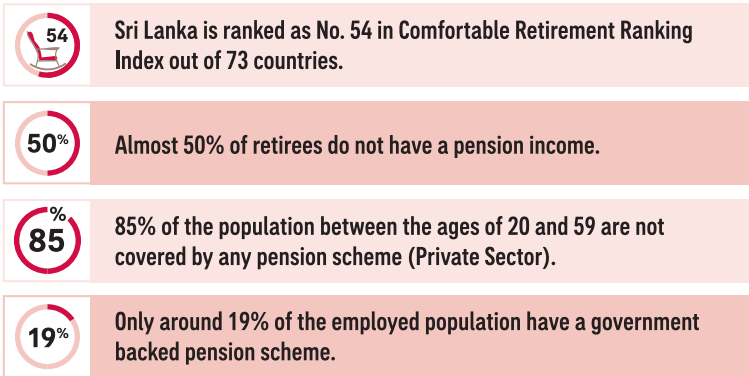 54
Sri Lanka is ranked as No. 54 in Comfortable Retirement Ranking
Index out of 73 countries.
50%
Almost 50% of retirees do not have a pension income.
%
85
85% of the population between the ages of 20 and 59 are not
covered by any pension scheme (Private Sector).
19%
Only around 19% of the employed population have a government
backed pension scheme.